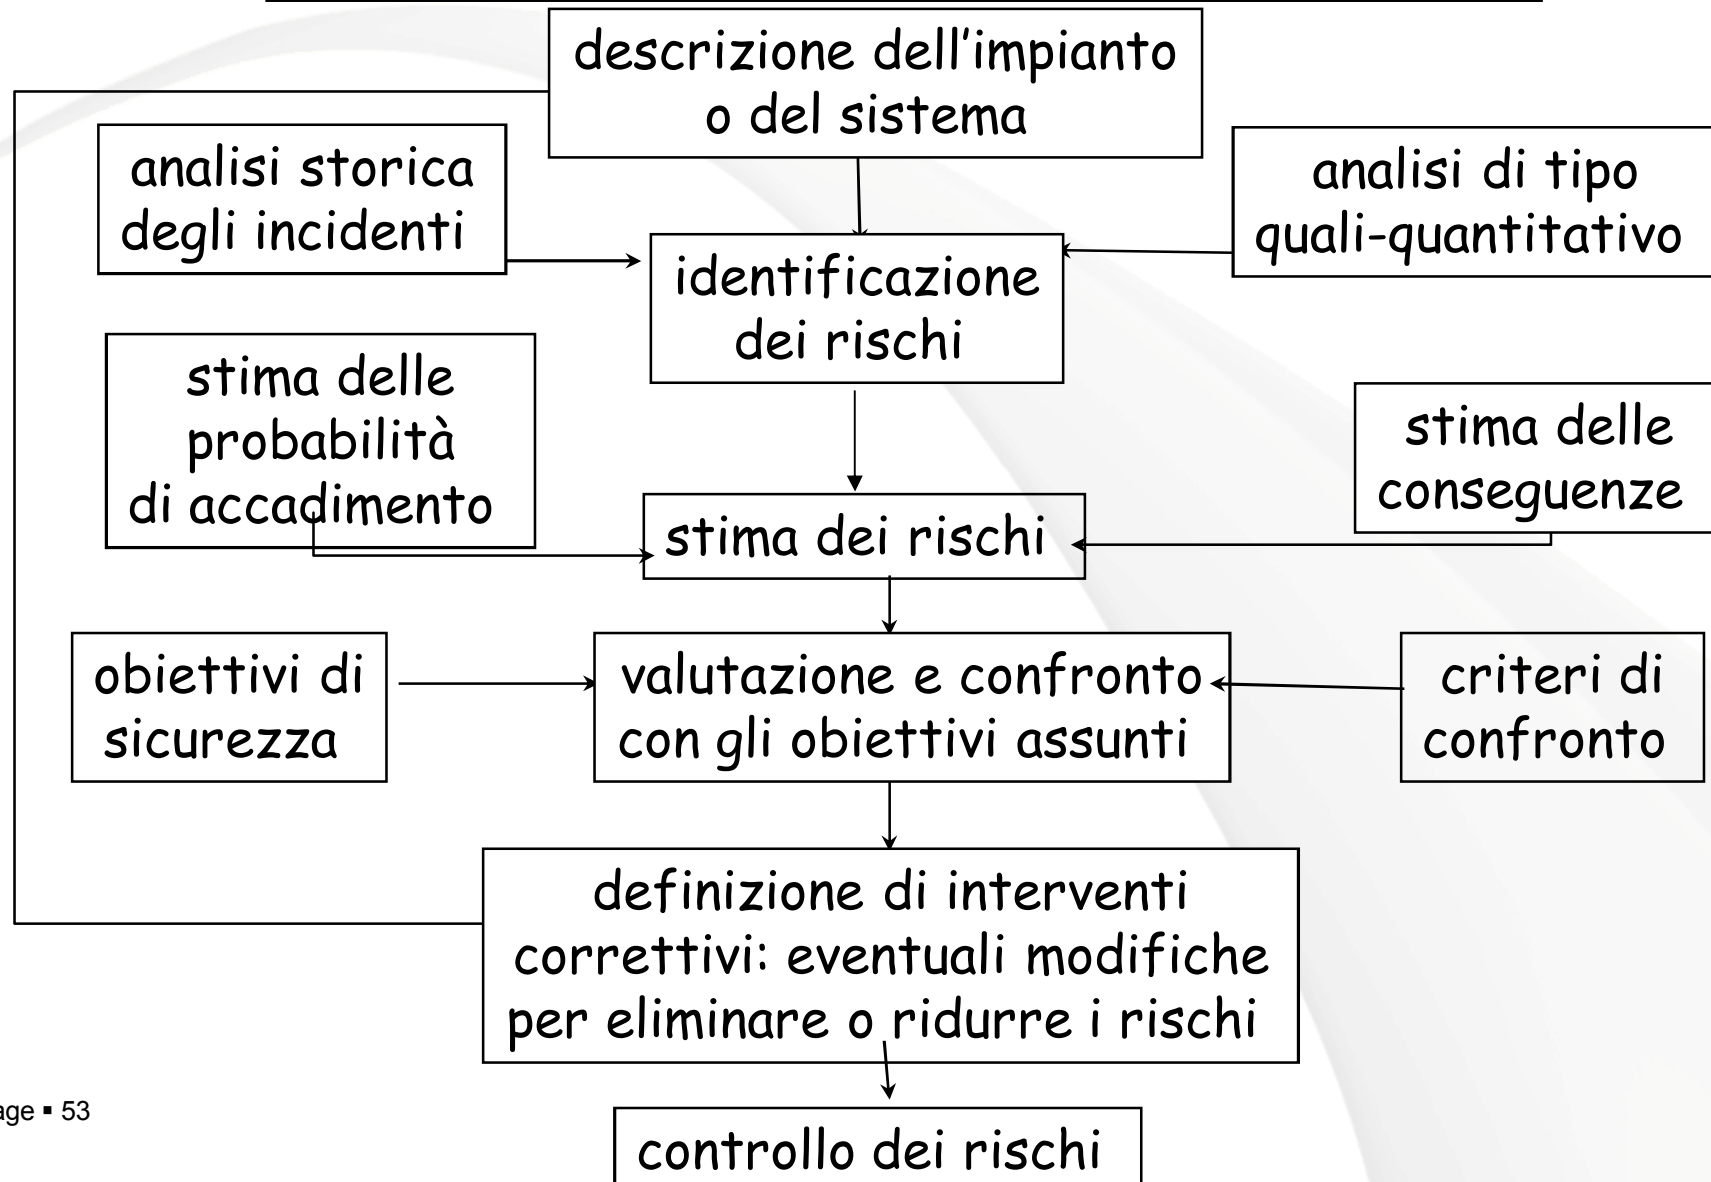 descrizione dell'impianto
o del sistema
analisi storica
degli incidenti
analisi di tipo
quali-quantitativo
identificazione
dei rischi
stima delle
probabilità
di accadimento
stima delle
conseguenze
stima dei rischi
obiettivi di
sicurezza
valutazione e confronto
con gli obiettivi assunti
criteri di
confronto
definizione di interventi
correttivi: eventuali modifiche
per eliminare o ridurre i rischi
age ▪ 53
controllo dei rischi